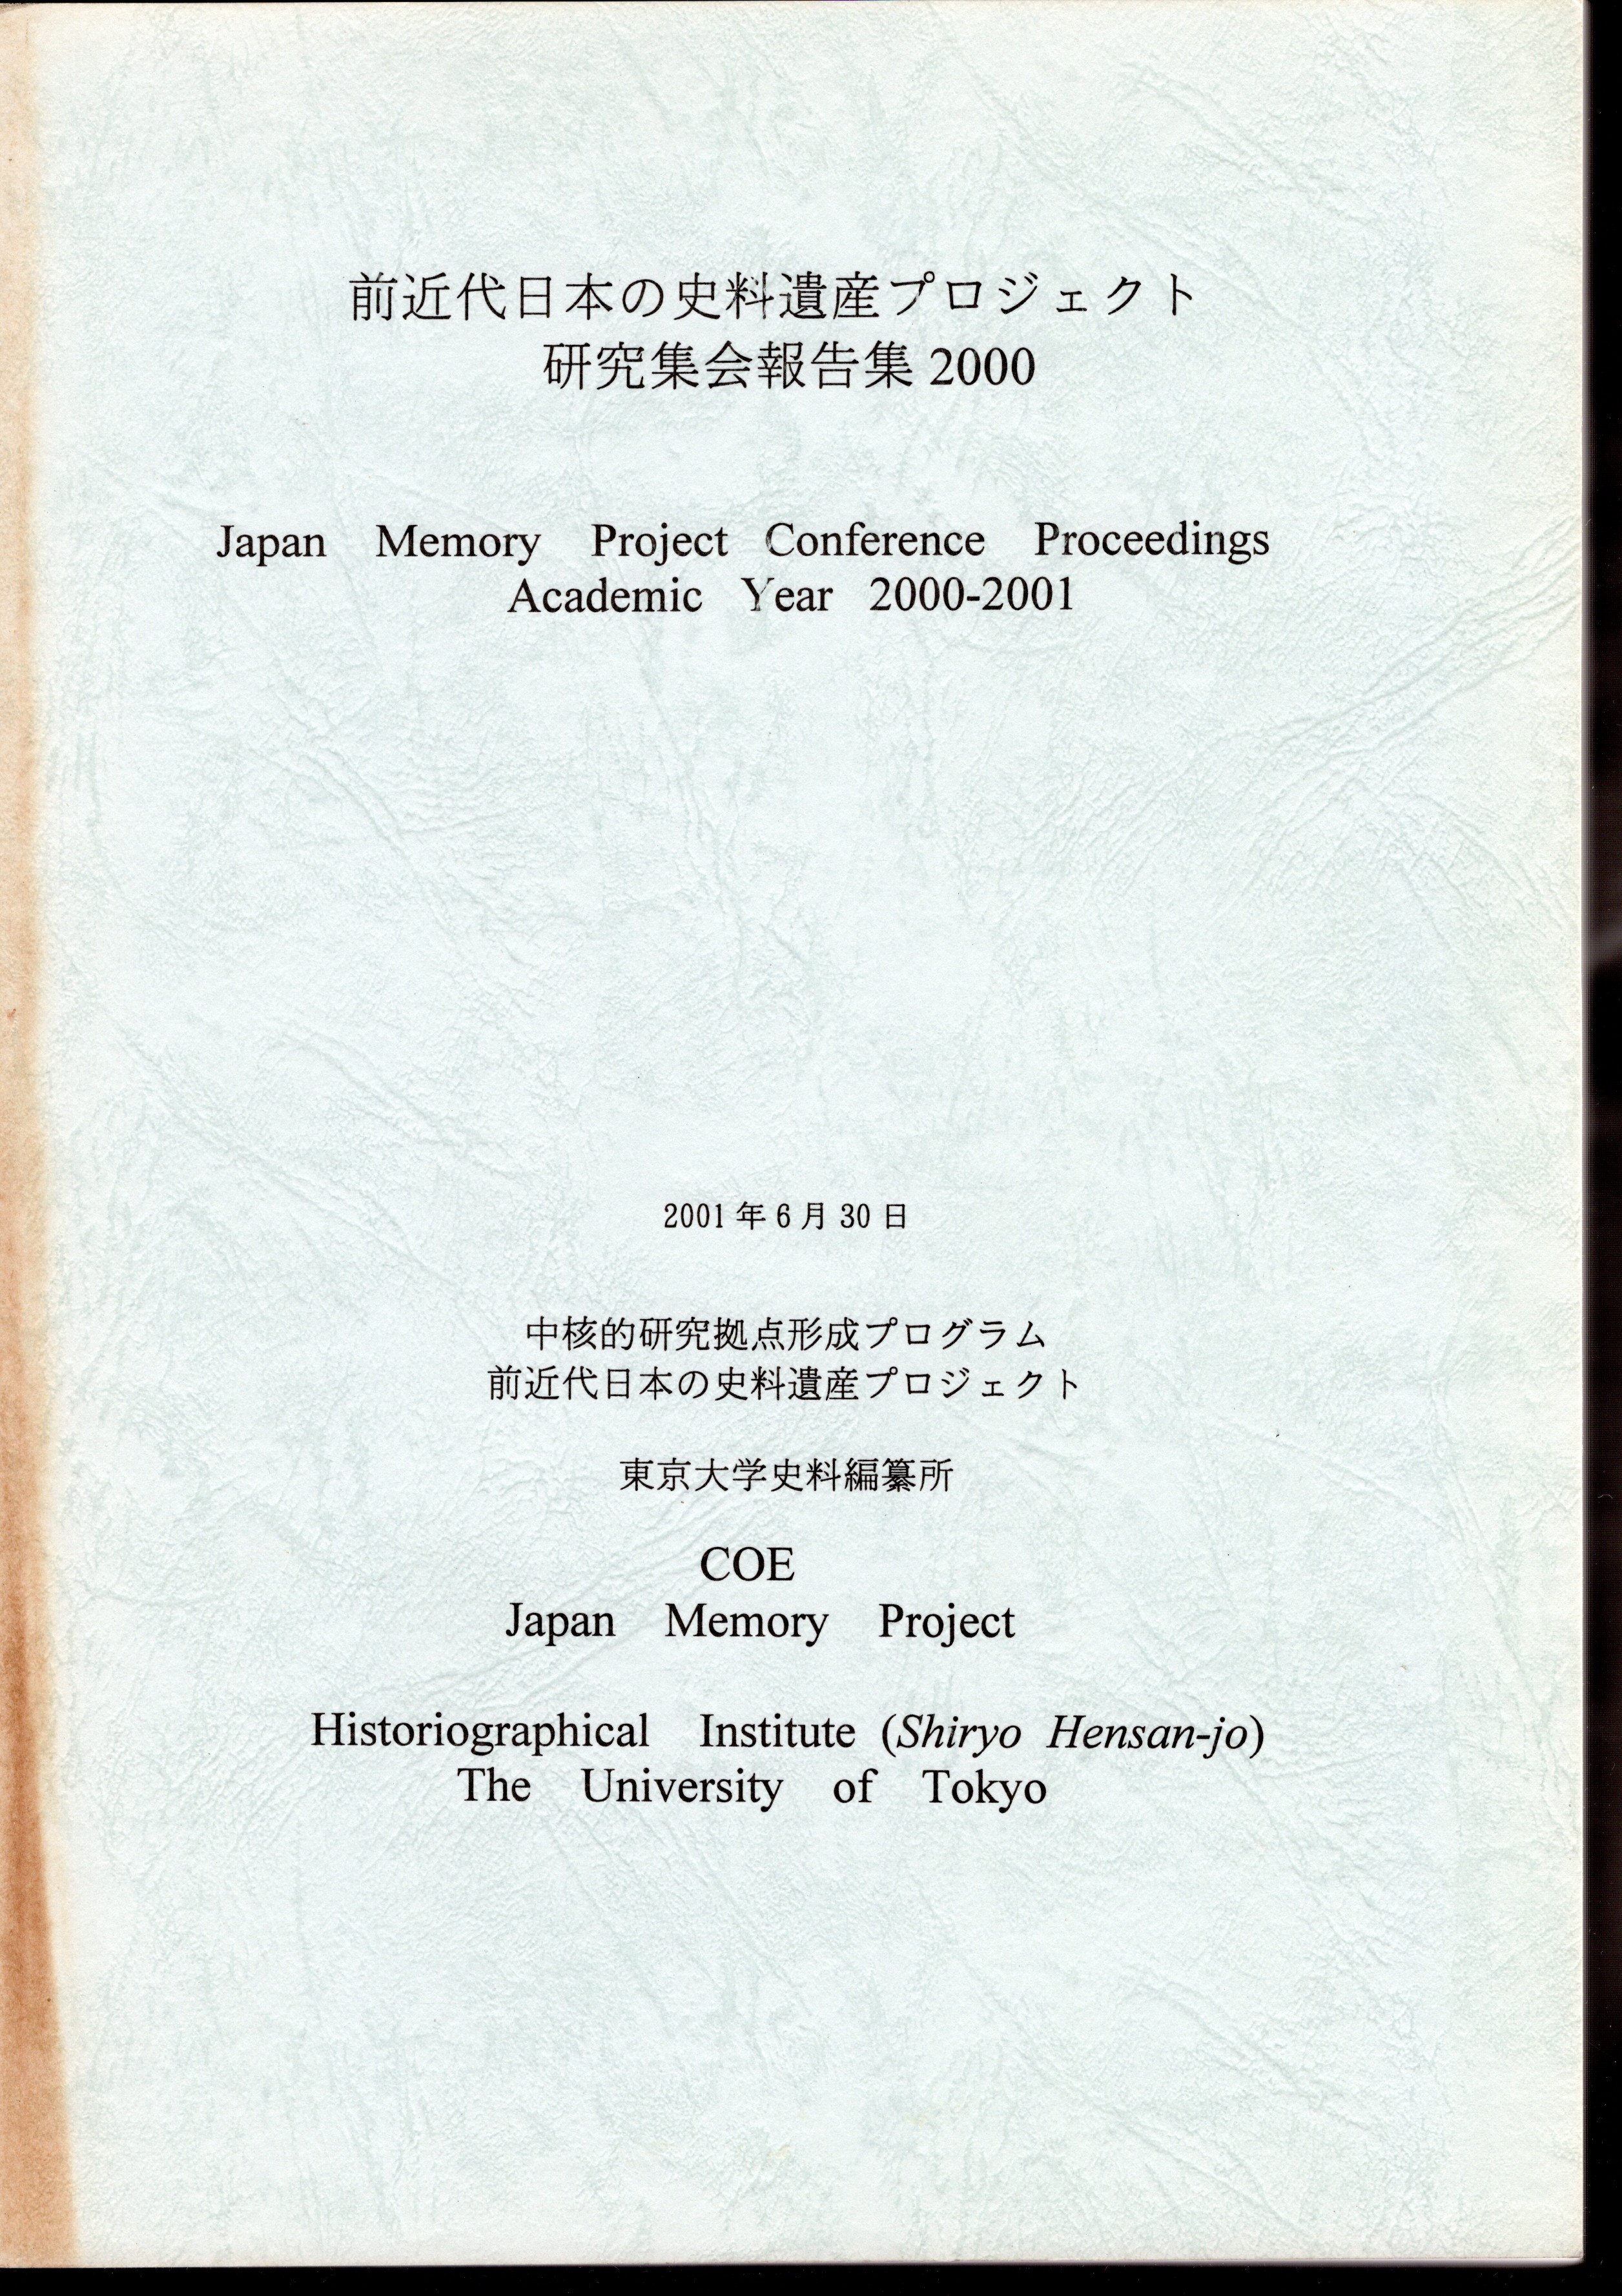 前近代日本の史料遺産プロジェクト
研究集会報告集 2000
Japan Memory Project Conference Proceedings
Academic Year 2000-2001
2001 年 6 月 30 日
中核的研究拠点形成プログラム
前近代日本の史料遺産プロジェクト
東京大学史料編纂所
COE
Japan Memory Project
Historiographical Institute (Shiryo Hensan-jo)
The University of Tokyo